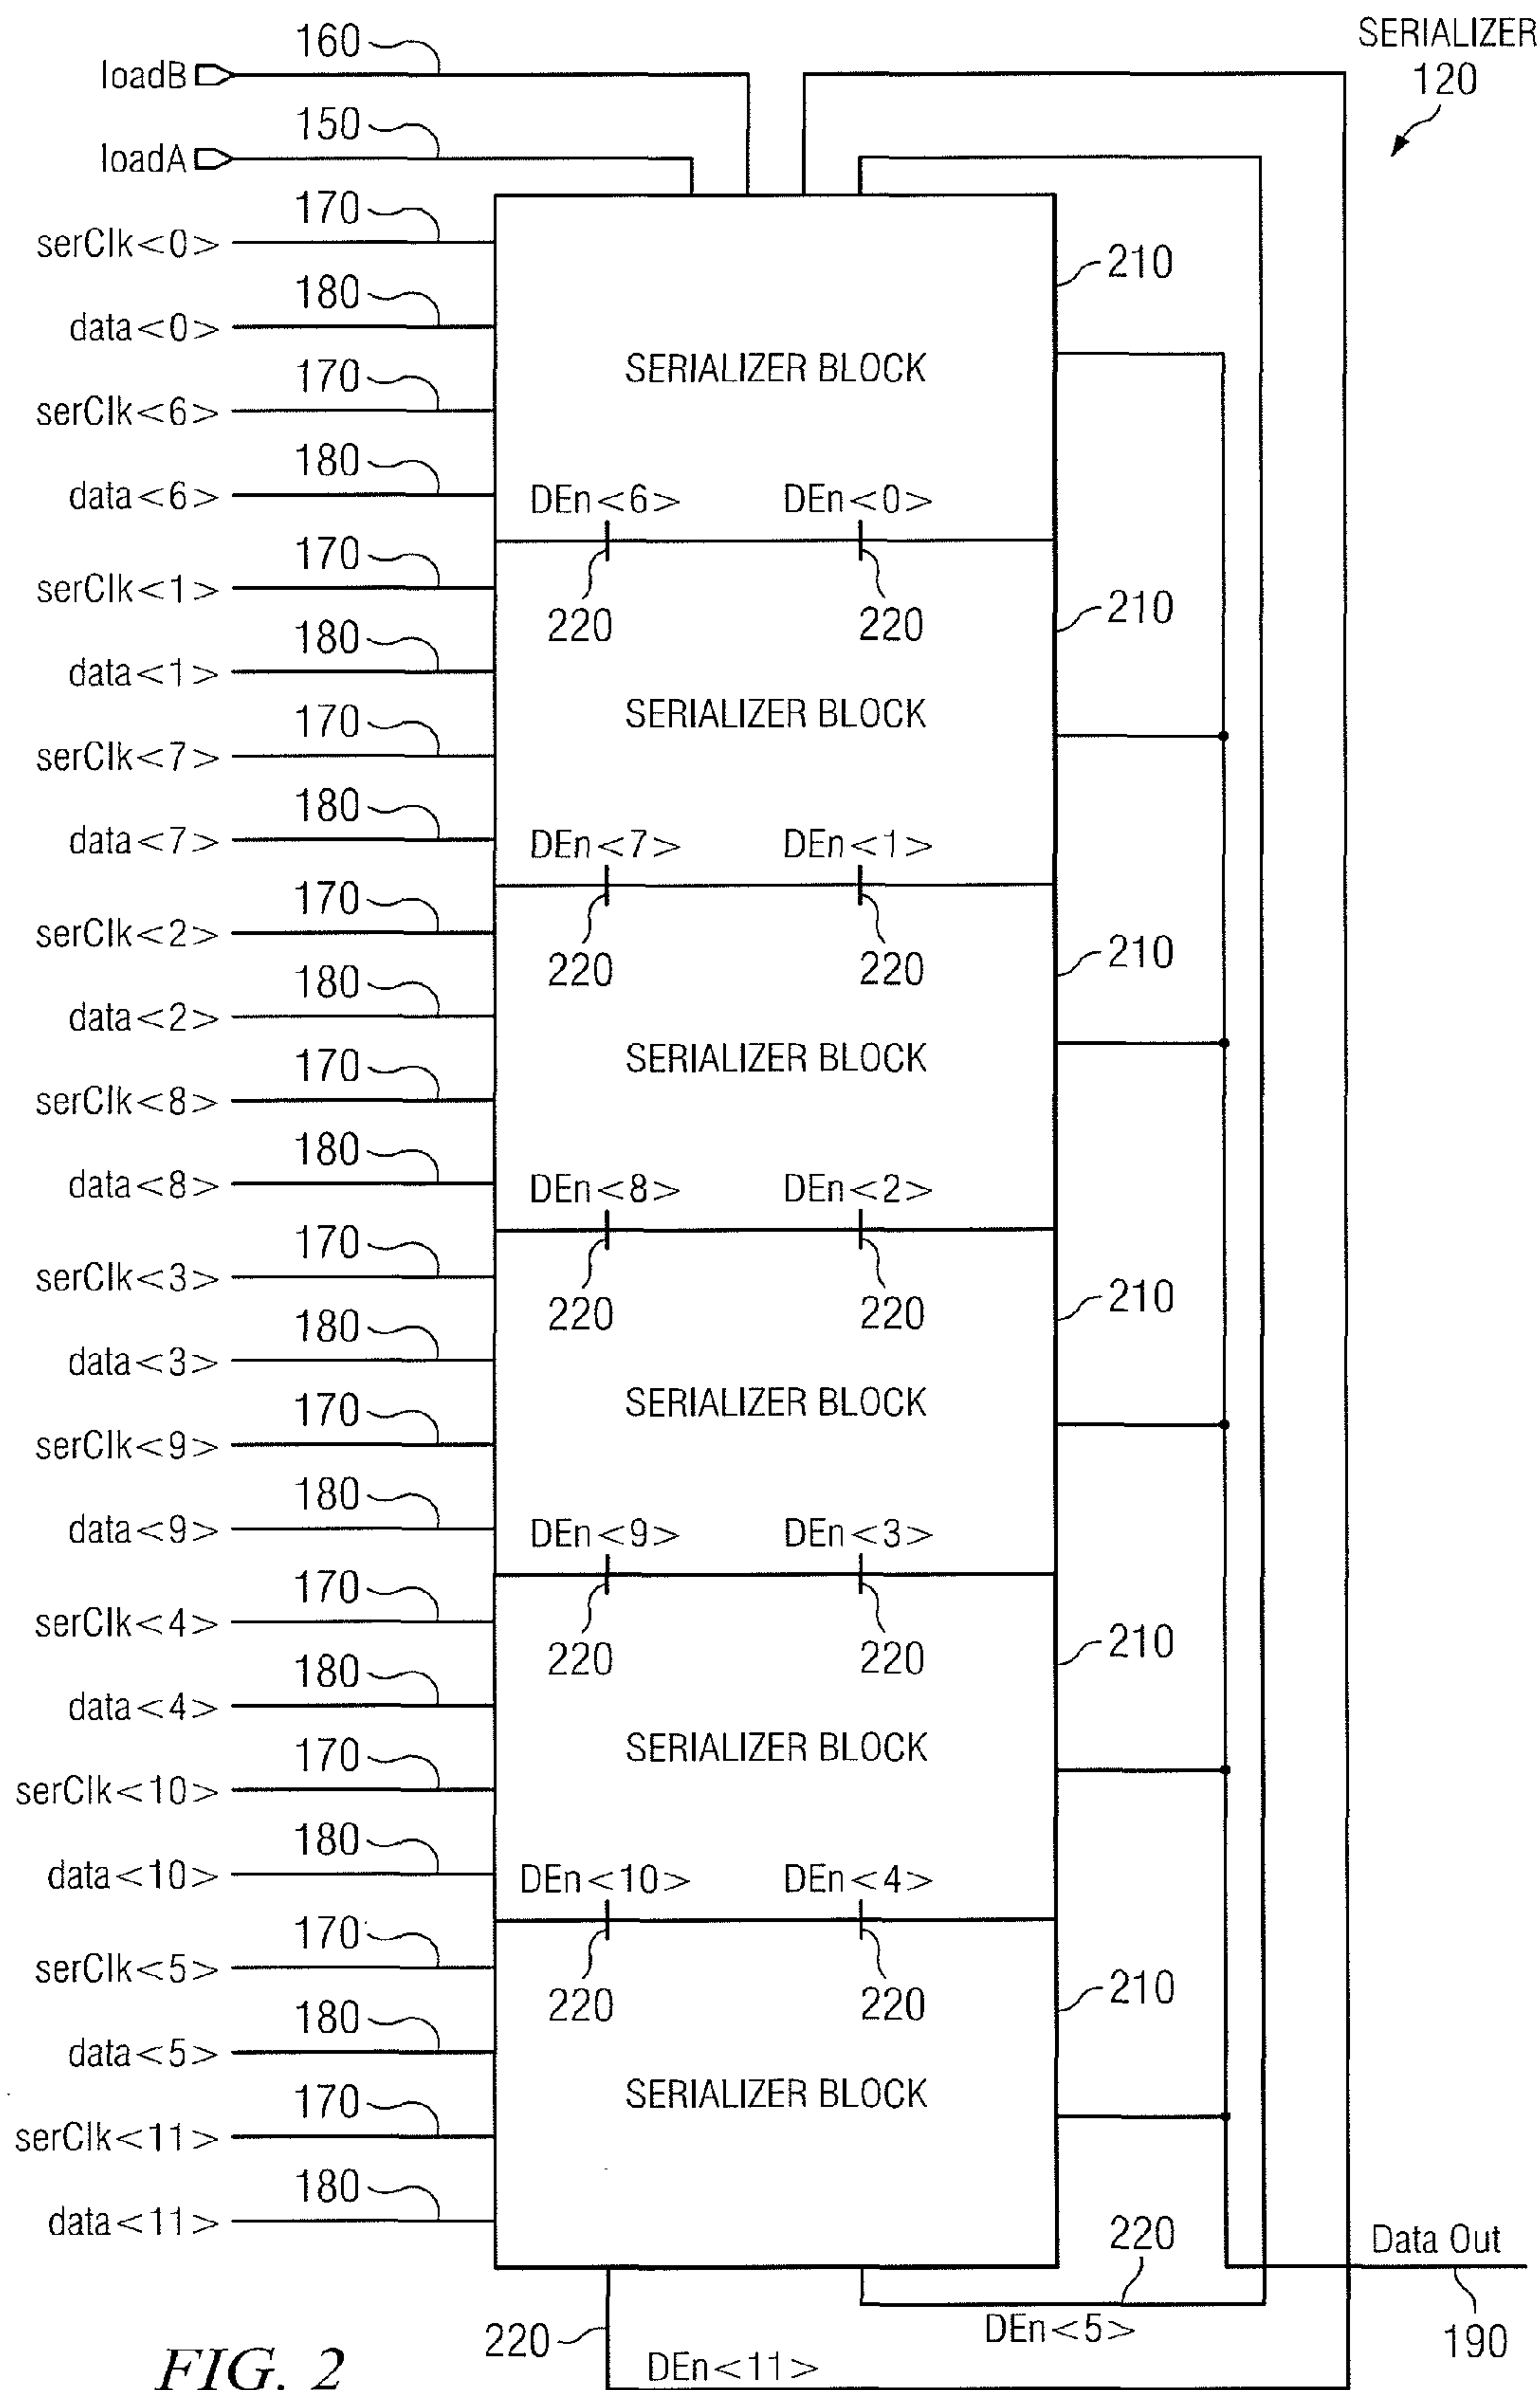 SERIALIZER
120
loadB 160
loadA 150
serClk<0> 170
210
data<0> 180
SERIALIZER BLOCK
serClk<6> 170
data<6> 180
DEn<6> DEn<0>
220 220
serClk<1> 170
210
data<1> 180
SERIALIZER BLOCK
serClk<7> 170
data<7> 180
DEn<7> DEn<1>
220 220
serClk<2> 170
210
data<2> 180
SERIALIZER BLOCK
serClk<8> 170
data<8> 180
DEn<8> DEn<2>
220 220
serClk<3> 170
210
data<3> 180
SERIALIZER BLOCK
serClk<9> 170
data<9> 180
DEn<9> DEn<3>
220 220
serClk<4> 170
210
data<4> 180
SERIALIZER BLOCK
serClk<10> 170
data<10> 180
DEn<10> DEn<4>
220 220
serClk<5> 170
210
data<5> 180
SERIALIZER BLOCK
serClk<11> 170
data<11> 180
220
Data Out
190
DEn<5>
220
DEn<11>
FIG. 2